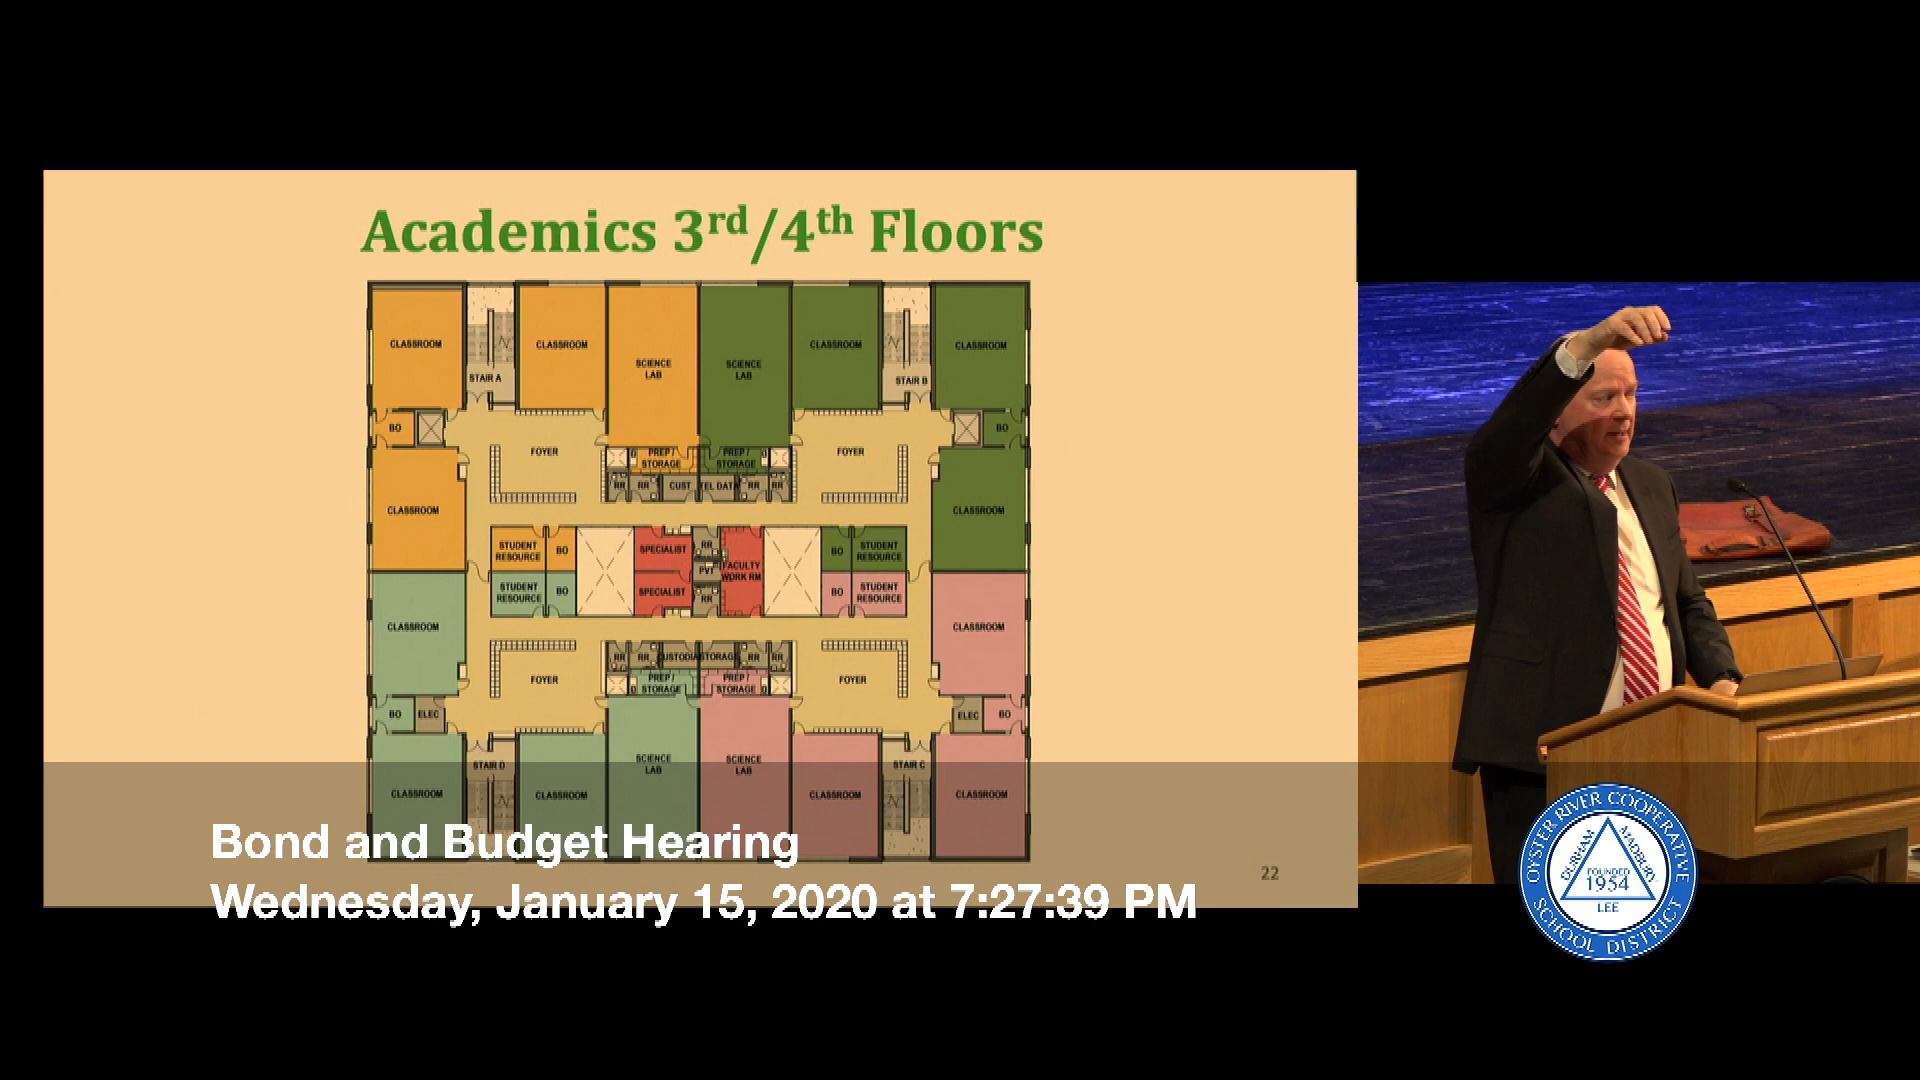 Academics 3rd/4th Floors
CLASSROOM
STAIR A
CLASSROOM
SCIENCE
LAB
SCIENCE
LAB
CLASSROOM
STAIR B
CLASSROOM
BO
FOYER
PREP/
STORAGE
PREP/
STORAGE
FOYER
BO
RR
RR
CUST
TEL DATA
RR
RR
CLASSROOM
CLASSROOM
STUDENT
RESOURCE
BO
SPECIALIST
RR
PVT
FACULTY
WORK RM
BO
STUDENT
RESOURCE
STUDENT
RESOURCE
BO
SPECIALIST
RR
BO
STUDENT
RESOURCE
CLASSROOM
CLASSROOM
RR
RR
CUSTODIA
STORAGE
RR
RR
FOYER
PREP/
STORAGE
PREP/
STORAGE
FOYER
BO
ELEC
ELEC
BO
STAIR D
SCIENCE
LAB
SCIENCE
LAB
STAIR C
CLASSROOM
CLASSROOM
CLASSROOM
CLASSROOM
22
Bond and Budget Hearing
Wednesday, January 15, 2020 at 7:27:39 PM
OYSTER RIVER COOPERATIVE
SCHOOL DISTRICT
DURHAM
MADBURY
FOUNDED
1954
LEE